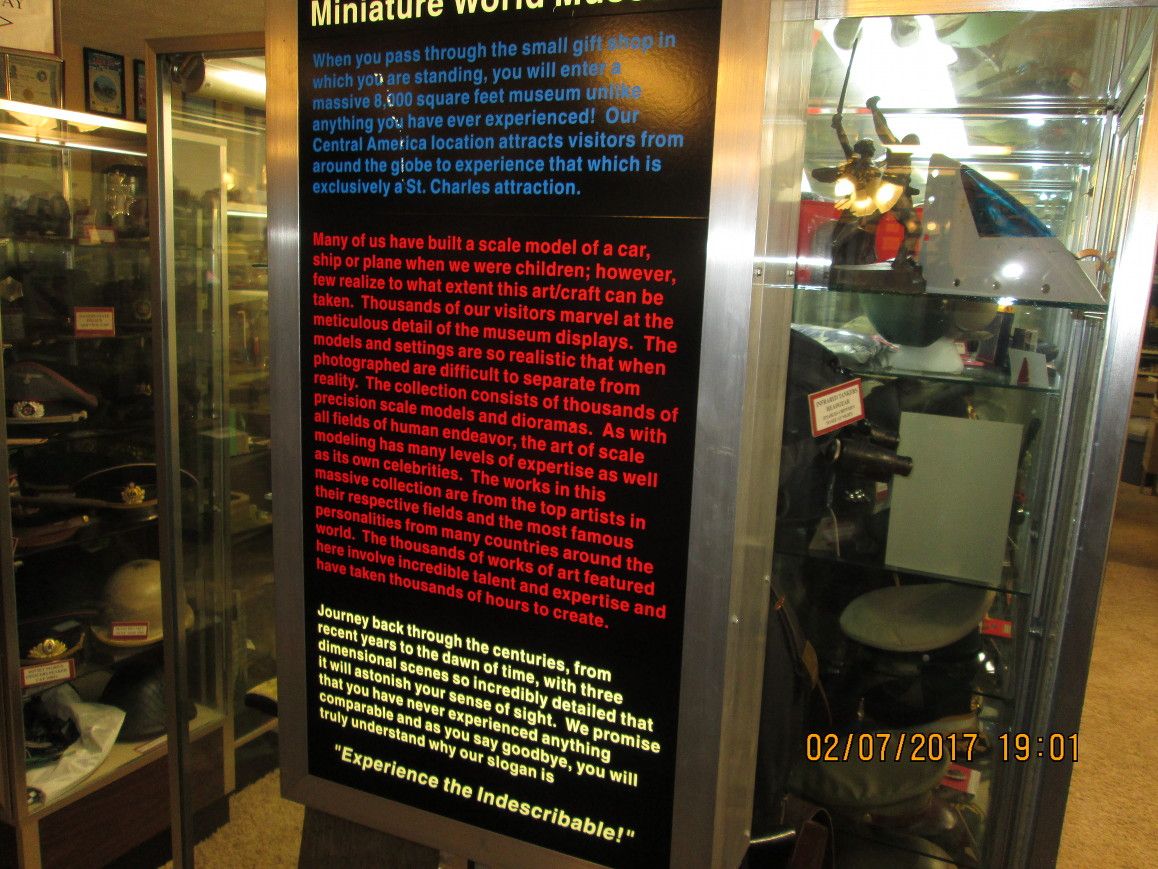 Miniature World
When you pass through the small gift shop in
which you are standing, you will enter a
massive 8,000 square feet museum unlike
anything you have ever experienced! Our
Central America location attracts visitors from
around the globe to experience that which is
exclusively a St. Charles attraction.
Many of us have built a scale model of a car,
ship or plane when we were children; however,
few realize to what extent this art/craft can be
taken. Thousands of our visitors marvel at the
meticulous detail of the museum displays. The
models and settings are so realistic that when
photographed are difficult to separate from
reality. The collection consists of thousands of
precision scale models and dioramas. As with
all fields of human endeavor, the art of scale
modeling has many levels of expertise as well
as its own celebrities. The works in this
massive collection are from the top artists in
their respective fields and the most famous
personalities from many countries around the
world. The thousands of works of art featured
here involve incredible talent and expertise and
have taken thousands of hours to create.
Journey back through the centuries, from
recent years to the dawn of time, with three
dimensional scenes so incredibly detailed that
it will astonish your sense of sight. We promise
that you have never experienced anything
comparable and as you say goodbye, you will
truly understand why our slogan is
"Experience the Indescribable!"
INFRARED TANKERS
HEADGEAR
02/07/2017 19:01